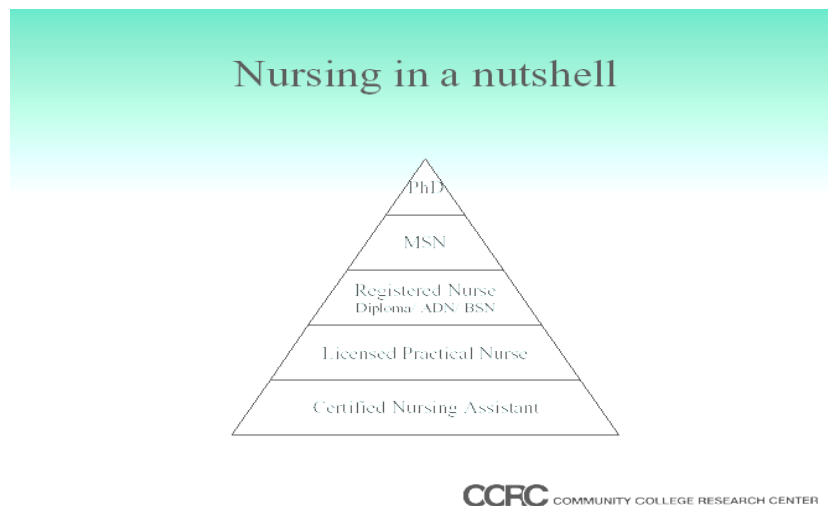 Nursing in a nutshell
PhD
MSN
Registered Nurse
Diploma/ ADN/ BSN
Licensed Practical Nurse
Certified Nursing Assistant
CCRC COMMUNITY COLLEGE RESEARCH CENTER